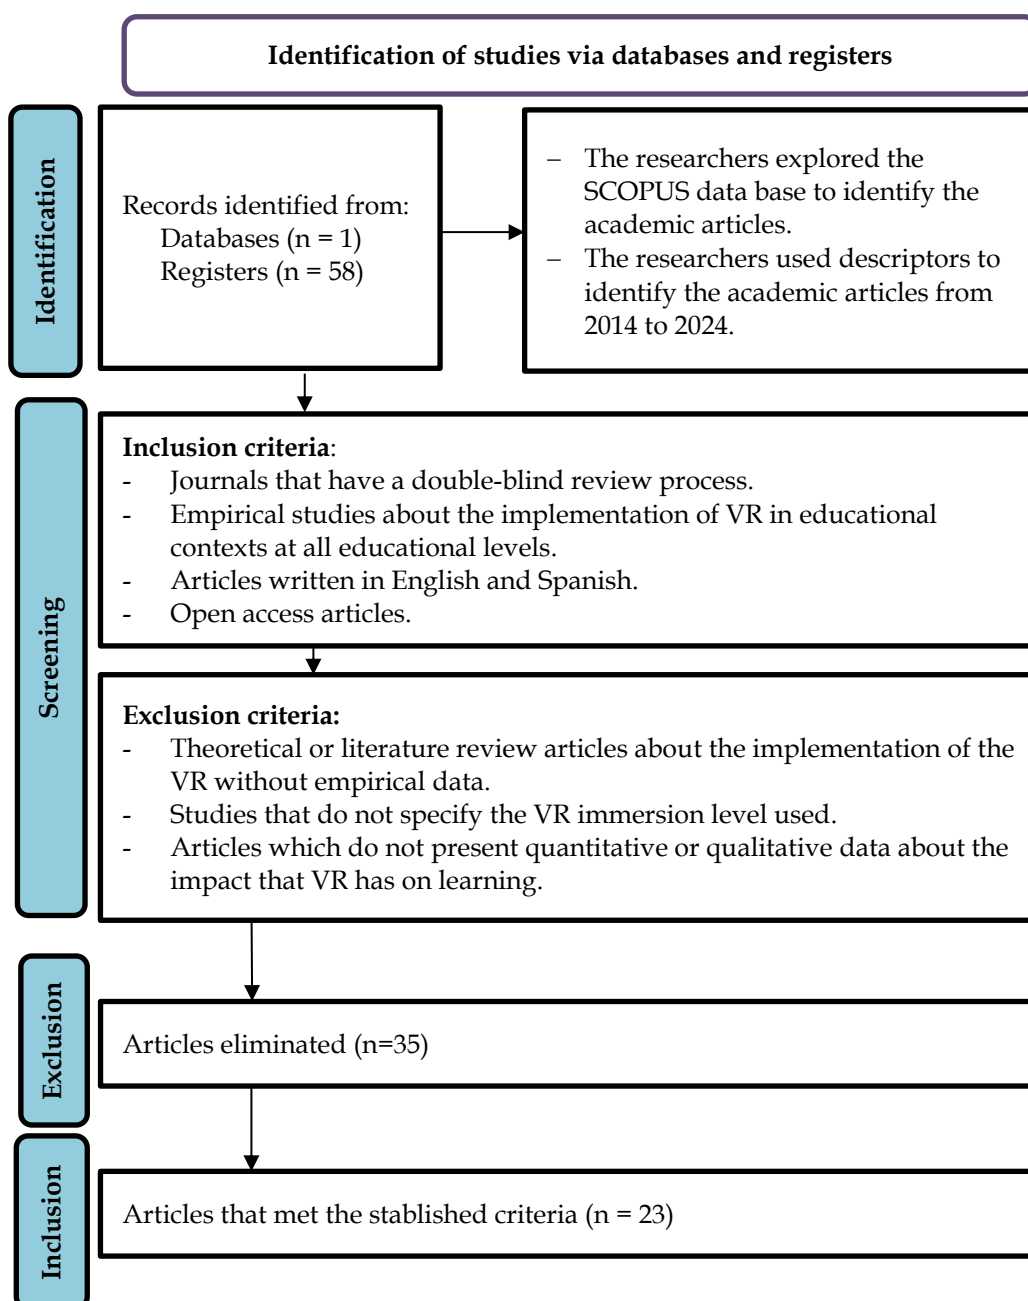 Identification of studies via databases and registers
Identification
Records identified from:
Databases (n = 1)
Registers (n = 58)
– The researchers explored the
SCOPUS data base to identify the
academic articles.
– The researchers used descriptors to
identify the academic articles from
2014 to 2024.
Screening
Inclusion criteria:
- Journals that have a double-blind review process.
- Empirical studies about the implementation of VR in educational
contexts at all educational levels.
- Articles written in English and Spanish.
- Open access articles.
Exclusion criteria:
- Theoretical or literature review articles about the implementation of the
VR without empirical data.
- Studies that do not specify the VR immersion level used.
- Articles which do not present quantitative or qualitative data about the
impact that VR has on learning.
Exclusion
Articles eliminated (n=35)
Inclusion
Articles that met the stablished criteria (n = 23)